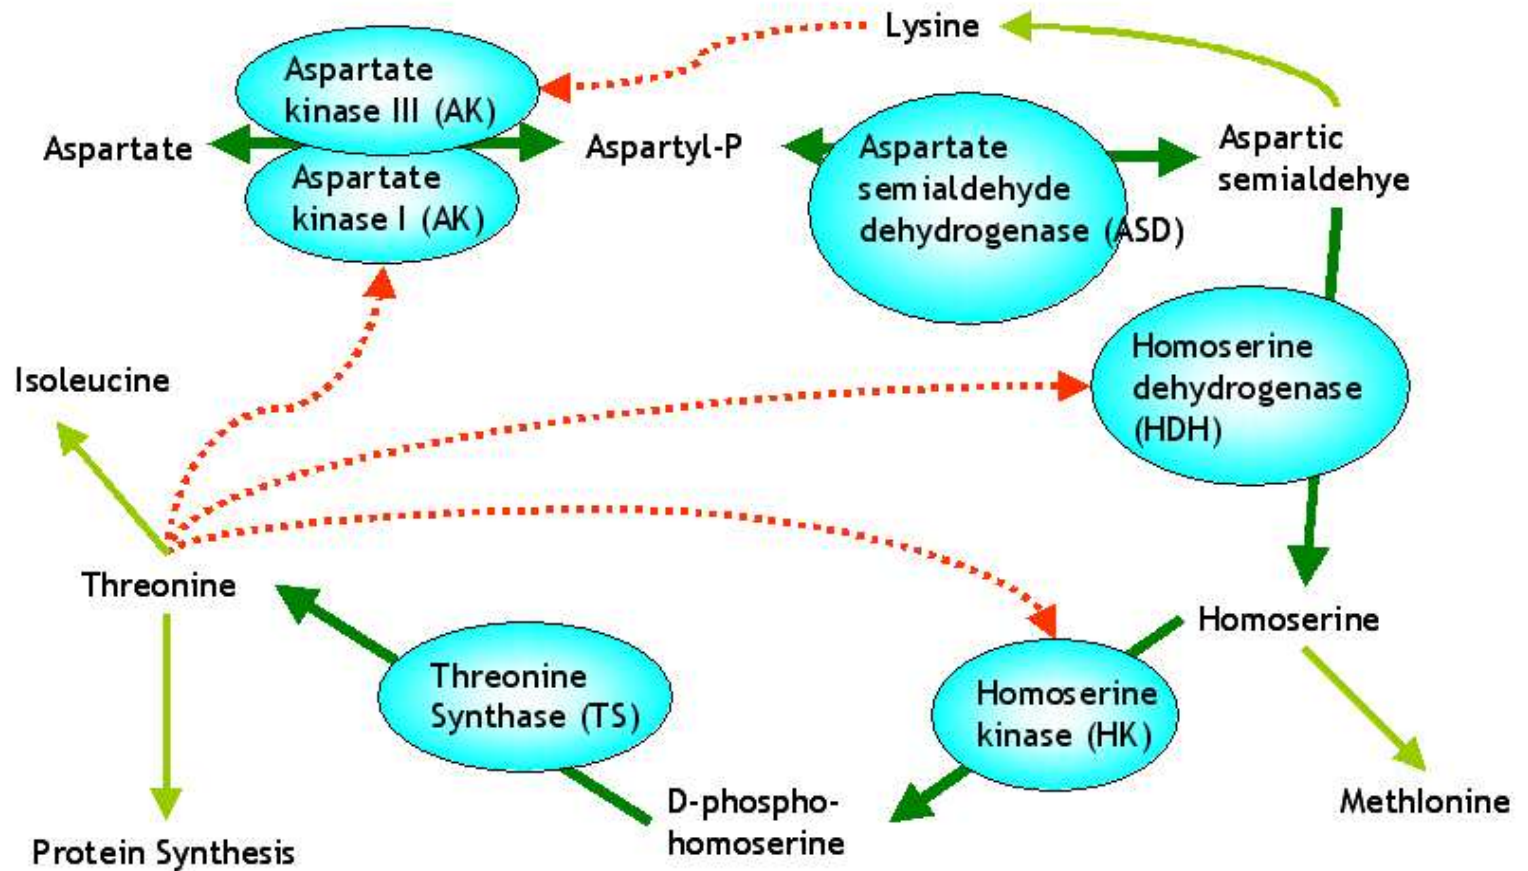 Lysine
Aspartate
kinase III (AK)
Aspartate
Aspartyl-P
Aspartate
semialdehyde
dehydrogenase (ASD)
Aspartic
semialdehye
Aspartate
kinase I (AK)
Isoleucine
Homoserine
dehydrogenase
(HDH)
Threonine
Homoserine
Threonine
Synthase (TS)
Homoserine
kinase (HK)
D-phospho-
homoserine
MethIonine
Protein Synthesis